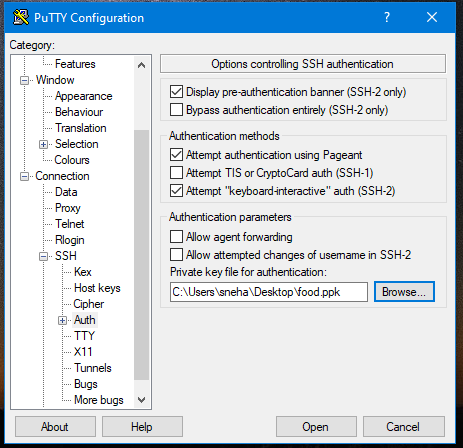 PuTTY Configuration
?
Category:
Features
Window
Appearance
Behaviour
Translation
Selection
Colours
Connection
Data
Proxy
Telnet
Rlogin
SSH
Kex
Host keys
Cipher
Auth
TTY
X11
Tunnels
Bugs
More bugs
Options controlling SSH authentication
Display pre-authentication banner (SSH-2 only)
Bypass authentication entirely (SSH-2 only)
Authentication methods
Attempt authentication using Pageant
Attempt TIS or CryptoCard auth (SSH-1)
Attempt "keyboard-interactive" auth (SSH-2)
Authentication parameters
Allow agent forwarding
Allow attempted changes of username in SSH-2
Private key file for authentication:
C:\Users\sneha\Desktop\food.ppk Browse...
About Help Open Cancel